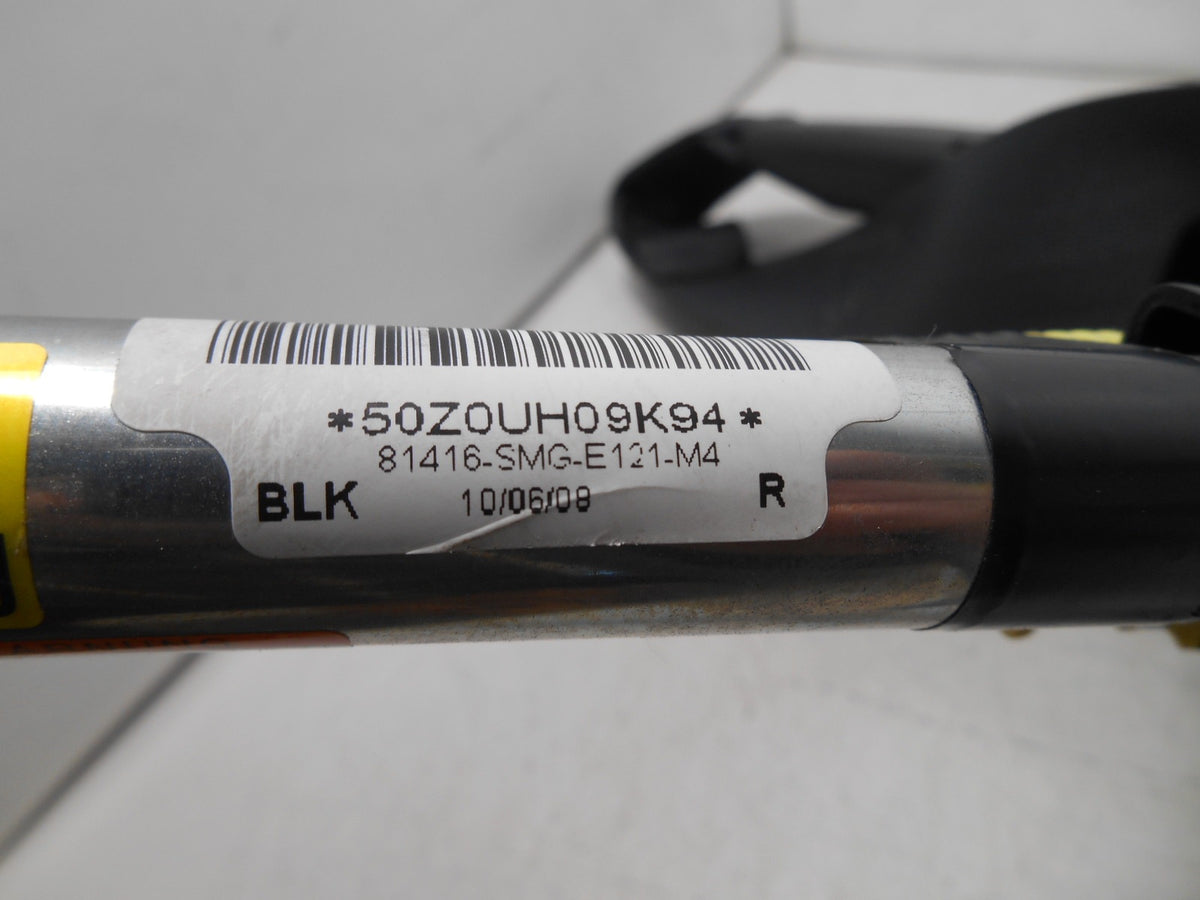 *50Z0UH09K94*
81416-SMG-E121-M4
BLK 10/06/08 R